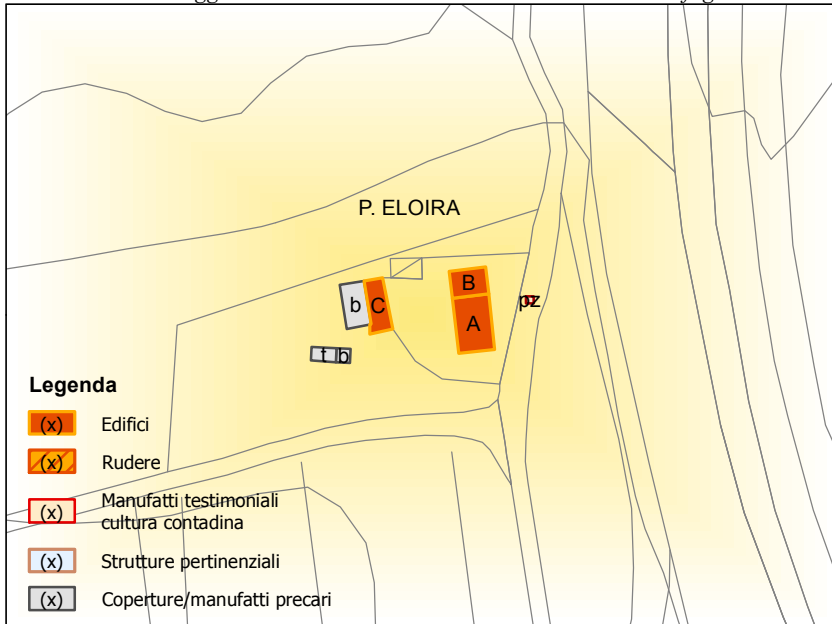 P. ELOIRA
B
b
C
pz
A
t
b
Legenda
(x)
Edifici
(x)
Rudere
(x)
Manufatti testimoniali
cultura contadina
(x)
Strutture pertinenziali
(x)
Coperture/manufatti precari